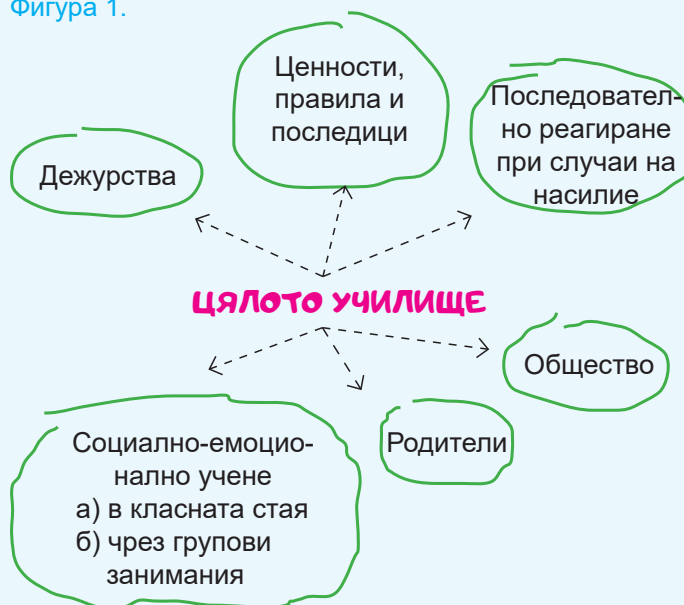 Фигура 1.
Ценности,
правила и
последици
Последовател-
но реагиране
при случаи на
насилие
Дежурства
ЦЯЛОТО УЧИЛИЩЕ
Общество
Родители
Социално-емоцио-
нално учене
а) в класната стая
б) чрез групови
занимания